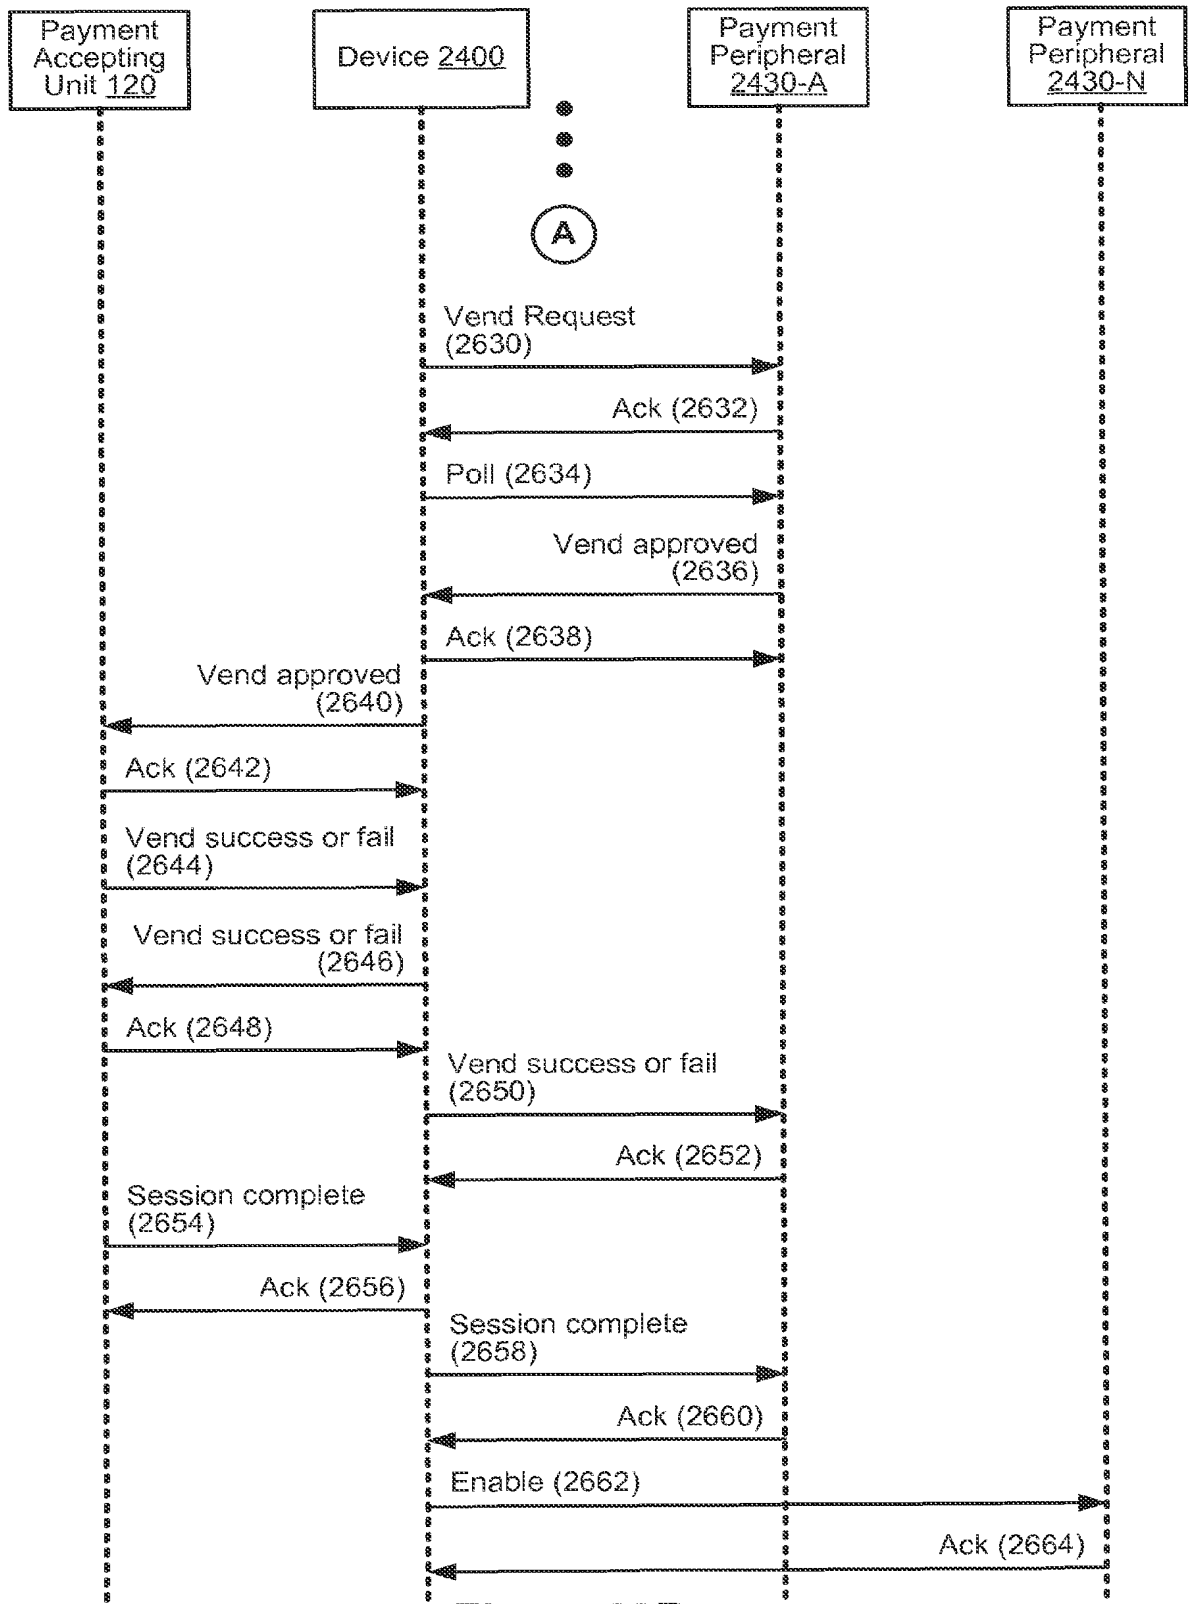 Payment
Accepting
Unit 120
Device 2400
Payment
Peripheral
2430-A
Payment
Peripheral
2430-N
A
Vend Request
(2630)
Ack (2632)
Poll (2634)
Vend approved
(2636)
Ack (2638)
Vend approved
(2640)
Ack (2642)
Vend success or fail
(2644)
Vend success or fail
(2646)
Ack (2648)
Vend success or fail
(2650)
Ack (2652)
Session complete
(2654)
Ack (2656)
Session complete
(2658)
Ack (2660)
Enable (2662)
Ack (2664)